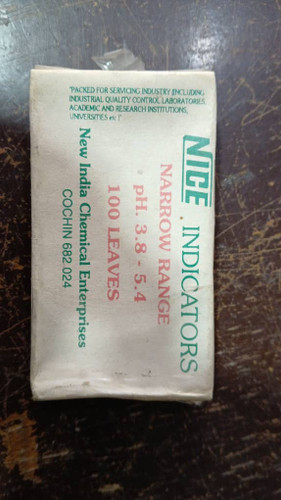 NICE
. INDICATORS
NARROW RANGE
pH. 3.8 - 5.4
100 LEAVES
New India Chemical Enterprises
COCHIN 682 024
"PACKED FOR SERVICING INDUSTRY (INCLUDING
INDUSTRIAL QUALITY CONTROL LABORATORIES,
ACADEMIC AND RESEARCH INSTITUTIONS,
UNIVERSITIES